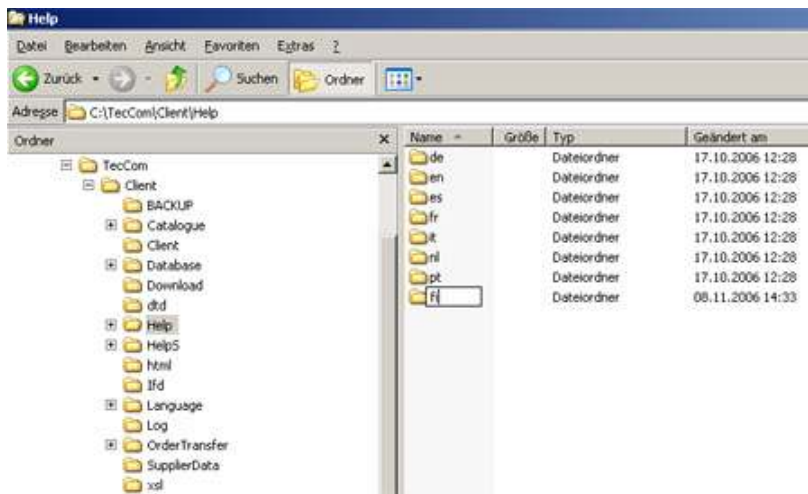 Help
Datei Bearbeiten Ansicht Favoriten Extras ?
Zurück Suchen Ordner
Adresse C:\TecCom\Client\Help
Ordner
TecCom
Client
BACKUP
Catalogue
Client
Database
Download
dtd
Help
HelpS
html
Ifd
Language
Log
OrderTransfer
SupplierData
xsl
Name Größe Typ Geändert am
de Dateiordner 17.10.2006 12:28
en Dateiordner 17.10.2006 12:28
es Dateiordner 17.10.2006 12:28
fr Dateiordner 17.10.2006 12:28
it Dateiordner 17.10.2006 12:28
nl Dateiordner 17.10.2006 12:28
pt Dateiordner 17.10.2006 12:28
fi Dateiordner 08.11.2006 14:33